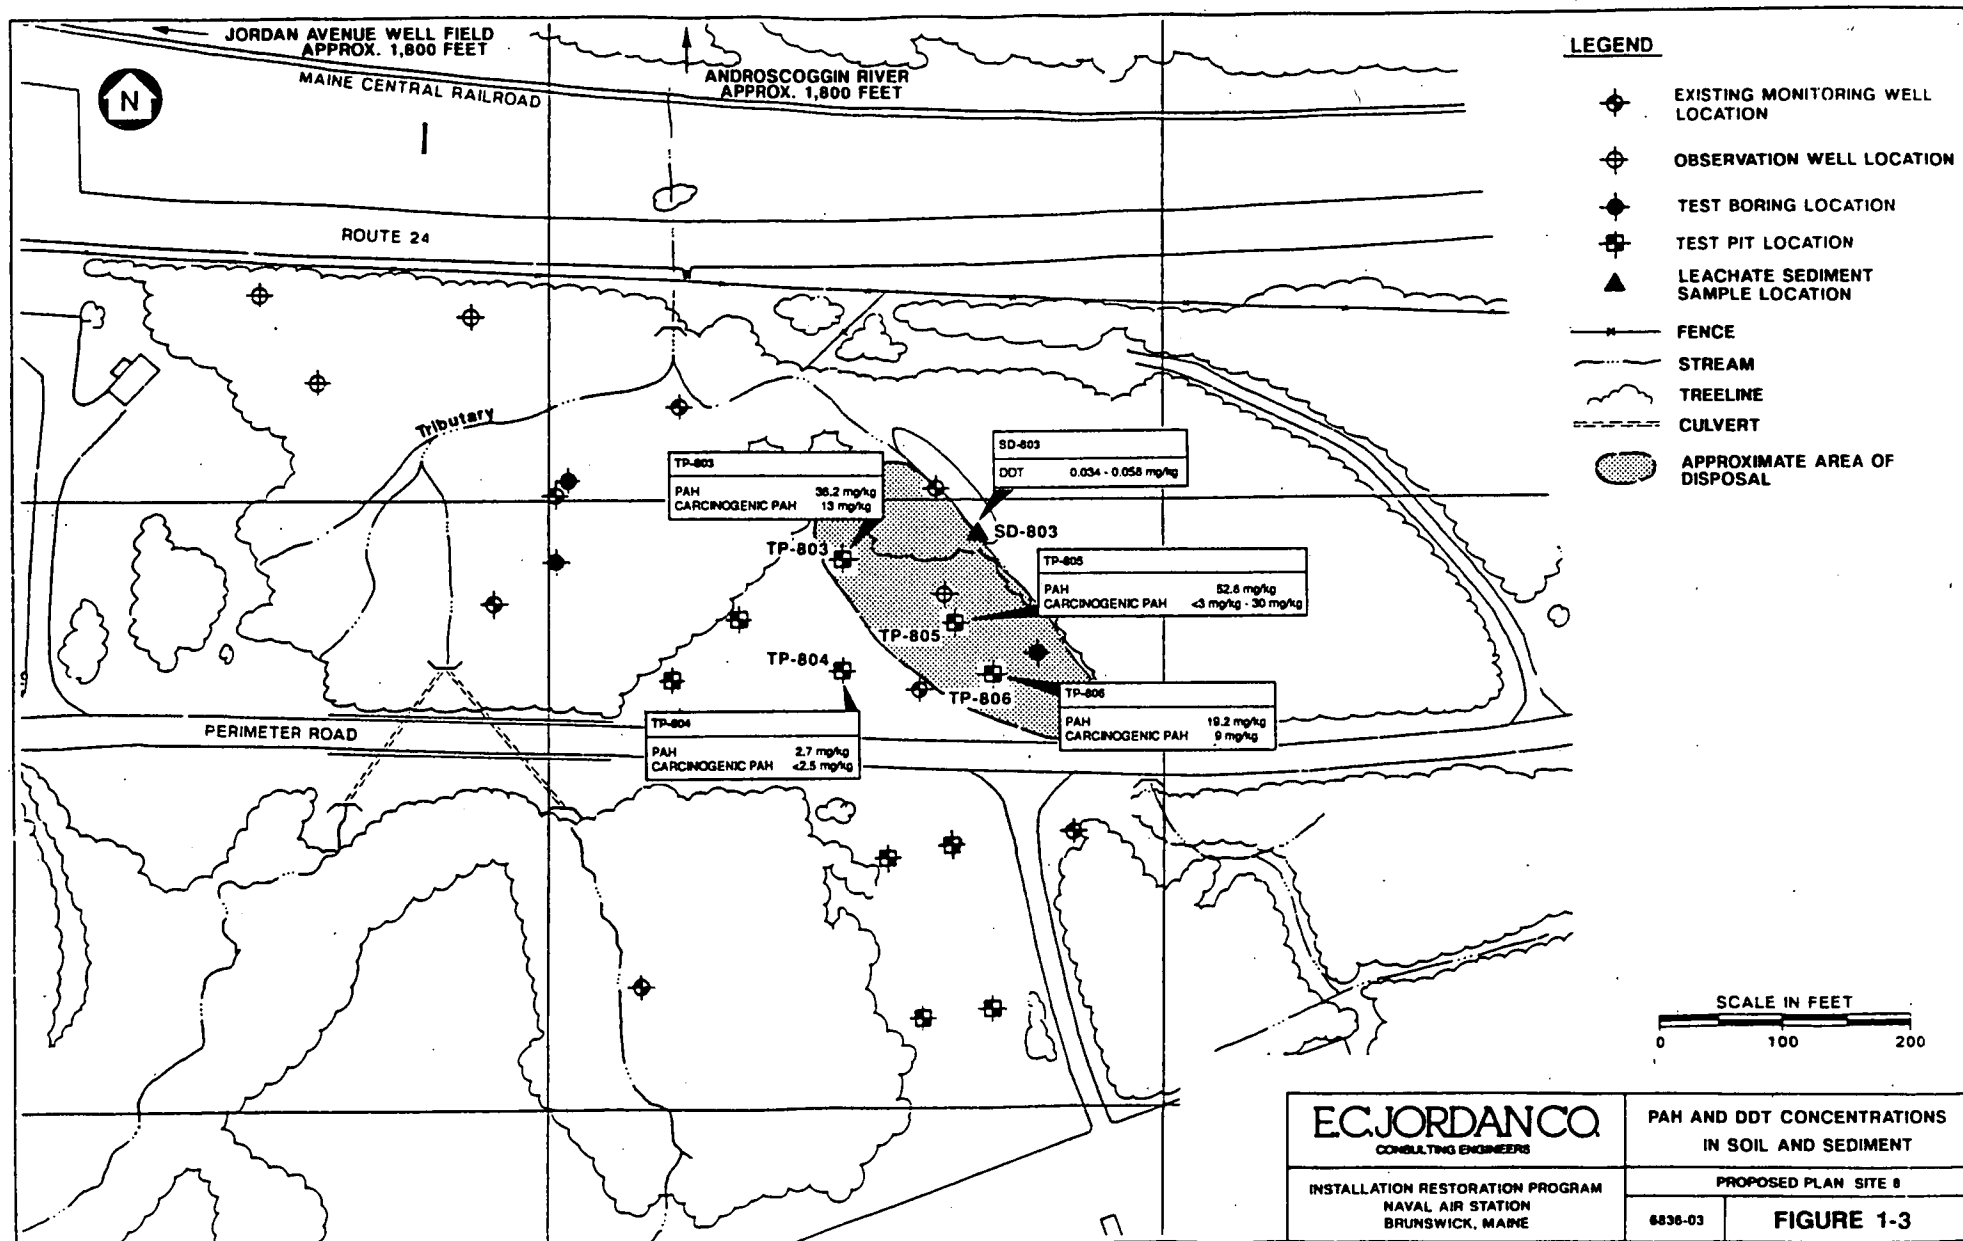 JORDAN AVENUE WELL FIELD
APPROX. 1,800 FEET
MAINE CENTRAL RAILROAD
ANDROSCOGGIN RIVER
APPROX. 1,800 FEET
N
ROUTE 24
Tributary
TP-803
PAH 36.2 mg/kg
CARCINOGENIC PAH 13 mg/kg
SD-803
DDT 0.034 - 0.058 mg/kg
TP-803
SD-803
TP-805
PAH 52.8 mg/kg
CARCINOGENIC PAH <3 mg/kg - 30 mg/kg
TP-805
TP-804
TP-806
TP-806
PAH 19.2 mg/kg
CARCINOGENIC PAH 9 mg/kg
TP-804
PAH 2.7 mg/kg
CARCINOGENIC PAH <2.5 mg/kg
PERIMETER ROAD
LEGEND
EXISTING MONITORING WELL
LOCATION
OBSERVATION WELL LOCATION
TEST BORING LOCATION
TEST PIT LOCATION
LEACHATE SEDIMENT
SAMPLE LOCATION
FENCE
STREAM
TREELINE
CULVERT
APPROXIMATE AREA OF
DISPOSAL
SCALE IN FEET
0 100 200
E.C.JORDAN CO.
CONSULTING ENGINEERS
INSTALLATION RESTORATION PROGRAM
NAVAL AIR STATION
BRUNSWICK, MAINE
PAH AND DDT CONCENTRATIONS
IN SOIL AND SEDIMENT
PROPOSED PLAN SITE 8
6836-03
FIGURE 1-3